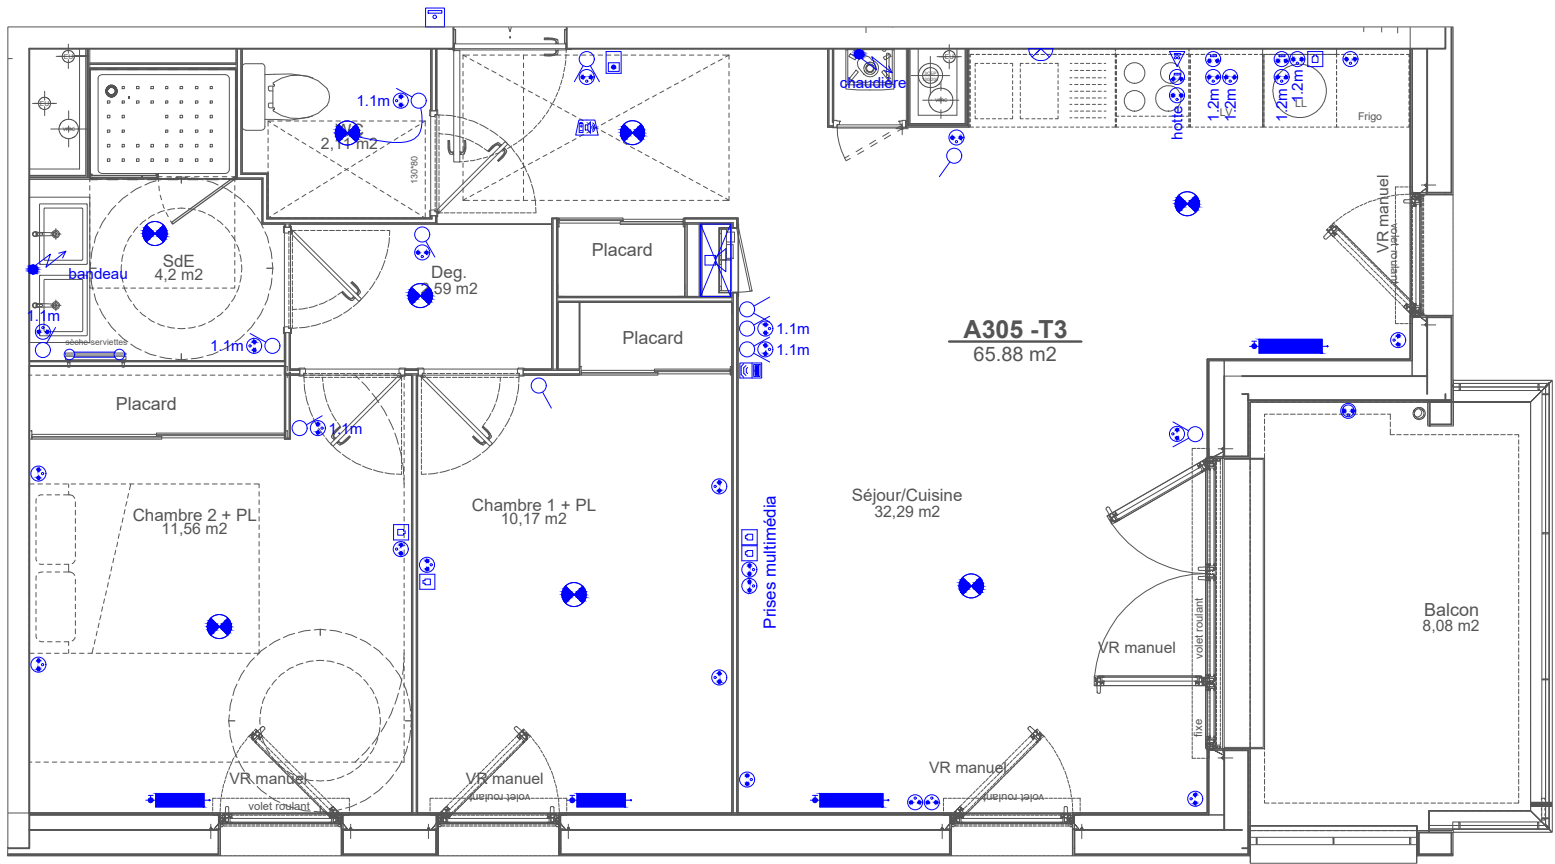 1.1m
WC
2,11 m2
130*80
chaudière
hotte
1.2m
1.2m
LV
1.2m
1.2m
Frigo
SdE
4,2 m2
bandeau
1.1m
1.1m
sèche serviettes
Deg.
Placard
Placard
1.1m
1.1m
A305 -T3
65.88 m2
VR manuel
volet roulant
Placard
1.1m
Chambre 2 + PL
11,56 m2
Chambre 1 + PL
10,17 m2
Prises multimédia
Séjour/Cuisine
32,29 m2
Balcon
8,08 m2
VR manuel
volet roulant
fixe
VR manuel
volet roulant
VR manuel
volet roulant
VR manuel
volet roulant